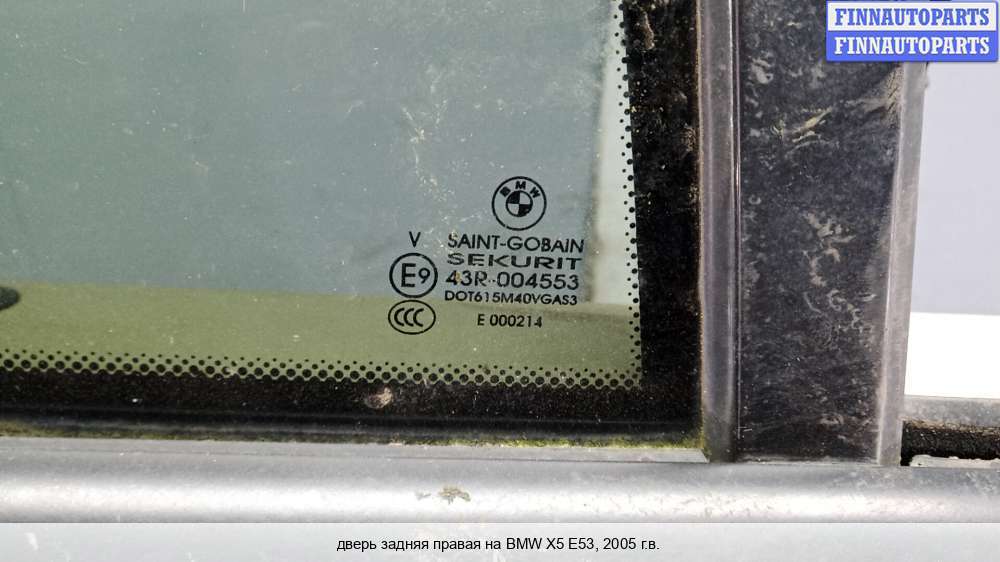 FINNAUTOPARTS
FINNAUTOPARTS
BMW
V
SAINT-GOBAIN
SEKURIT
E9
43R-004553
DOT615M40VGAS3
CCC
E 000214
дверь задняя правая на BMW X5 E53, 2005 г.в.